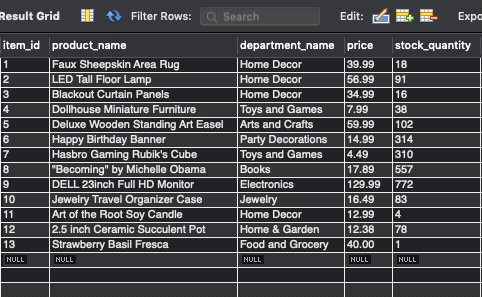 Result Grid Filter Rows: Search Edit: Expo
item_id product_name department_name price stock_quantity
1 Faux Sheepskin Area Rug Home Decor 39.99 18
2 LED Tall Floor Lamp Home Decor 56.99 91
3 Blackout Curtain Panels Home Decor 34.99 16
4 Dollhouse Miniature Furniture Toys and Games 7.99 38
5 Deluxe Wooden Standing Art Easel Arts and Crafts 59.99 102
6 Happy Birthday Banner Party Decorations 14.99 314
7 Hasbro Gaming Rubik's Cube Toys and Games 4.49 310
8 "Becoming" by Michelle Obama Books 17.89 557
9 DELL 23inch Full HD Monitor Electronics 129.99 772
10 Jewelry Travel Organizer Case Jewelry 16.49 83
11 Art of the Root Soy Candle Home Decor 12.99 4
12 2.5 inch Ceramic Succulent Pot Home & Garden 12.38 78
13 Strawberry Basil Fresca Food and Grocery 40.00 1
NULL NULL NULL NULL NULL